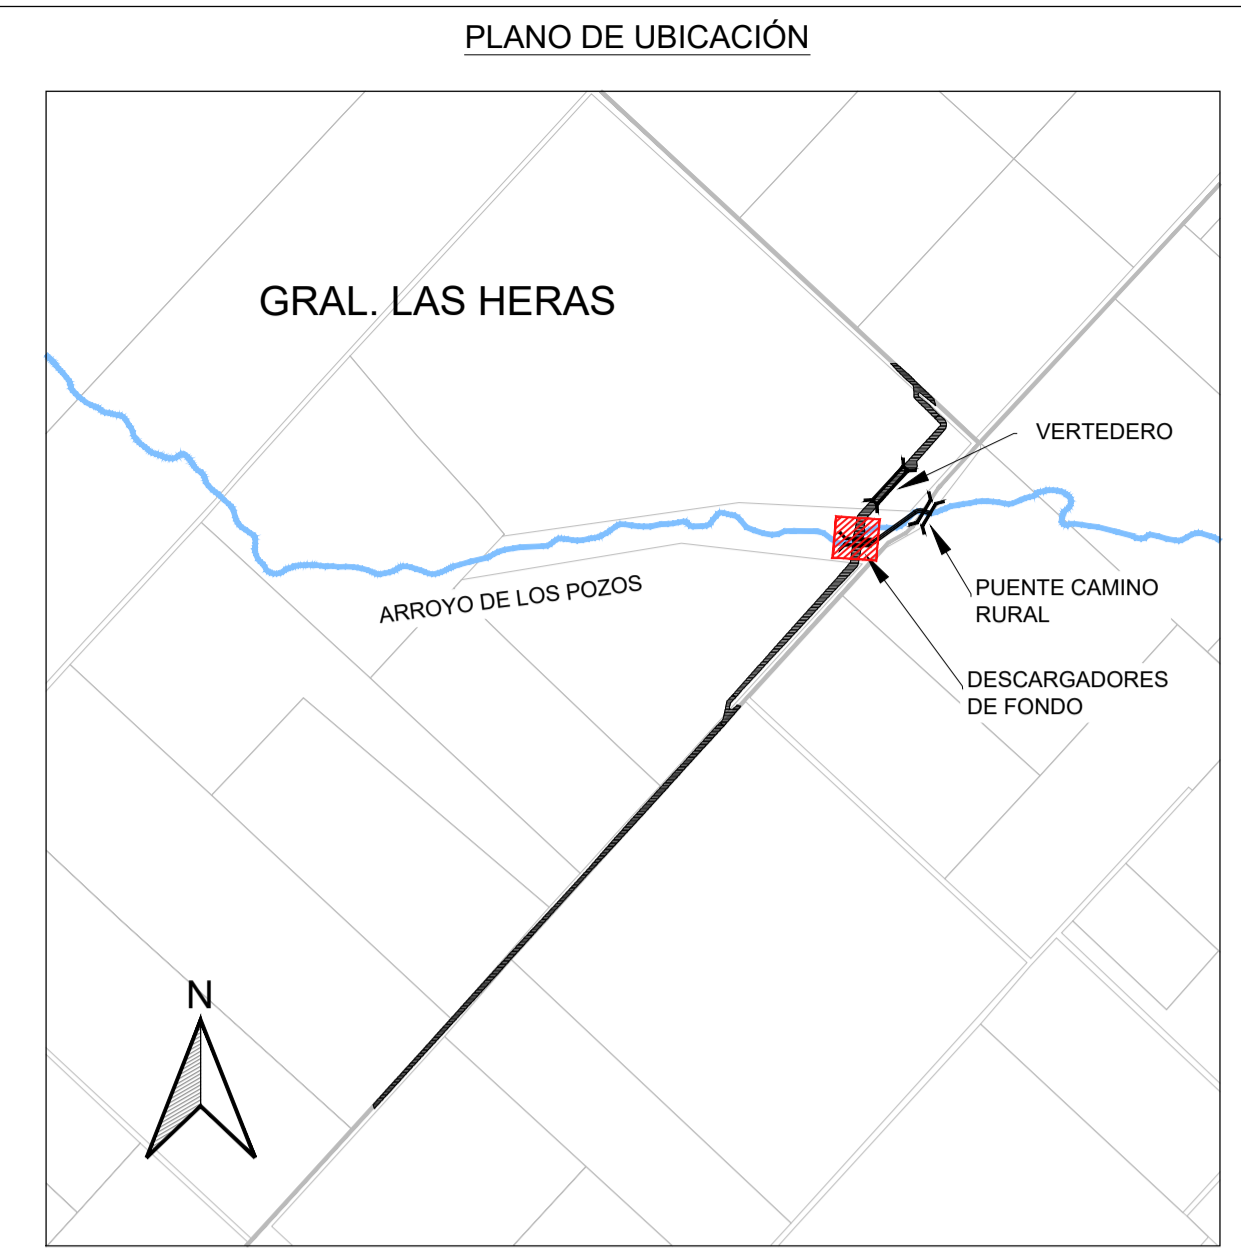 PLANO DE UBICACIÓN
GRAL. LAS HERAS
VERTEDERO
PUENTE CAMINO
RURAL
ARROYO DE LOS POZOS
DESCARGADORES
DE FONDO
N